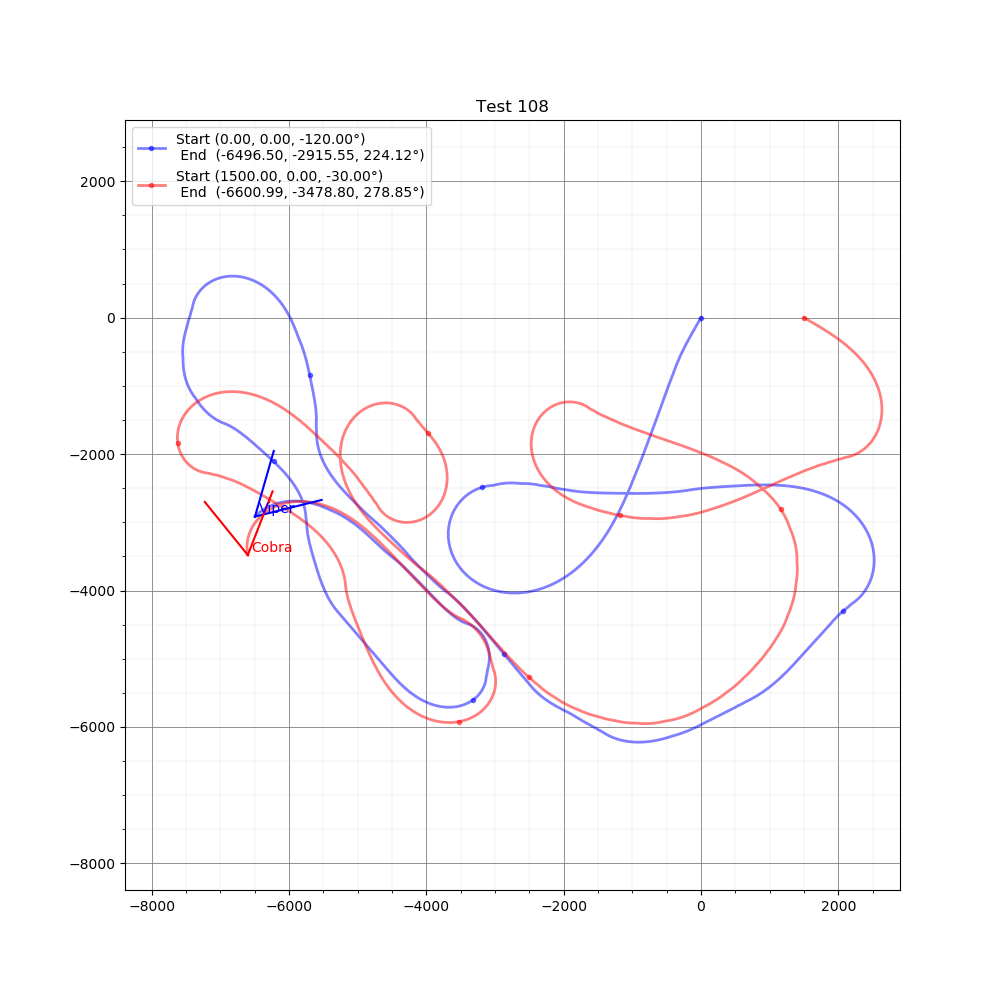 Test 108
Start (0.00, 0.00, -120.00°)
End (-6496.50, -2915.55, 224.12°)
Start (1500.00, 0.00, -30.00°)
End (-6600.99, -3478.80, 278.85°)
2000
0
−2000
−4000
−6000
−8000
Viper
Cobra
−8000 −6000 −4000 −2000 0 2000